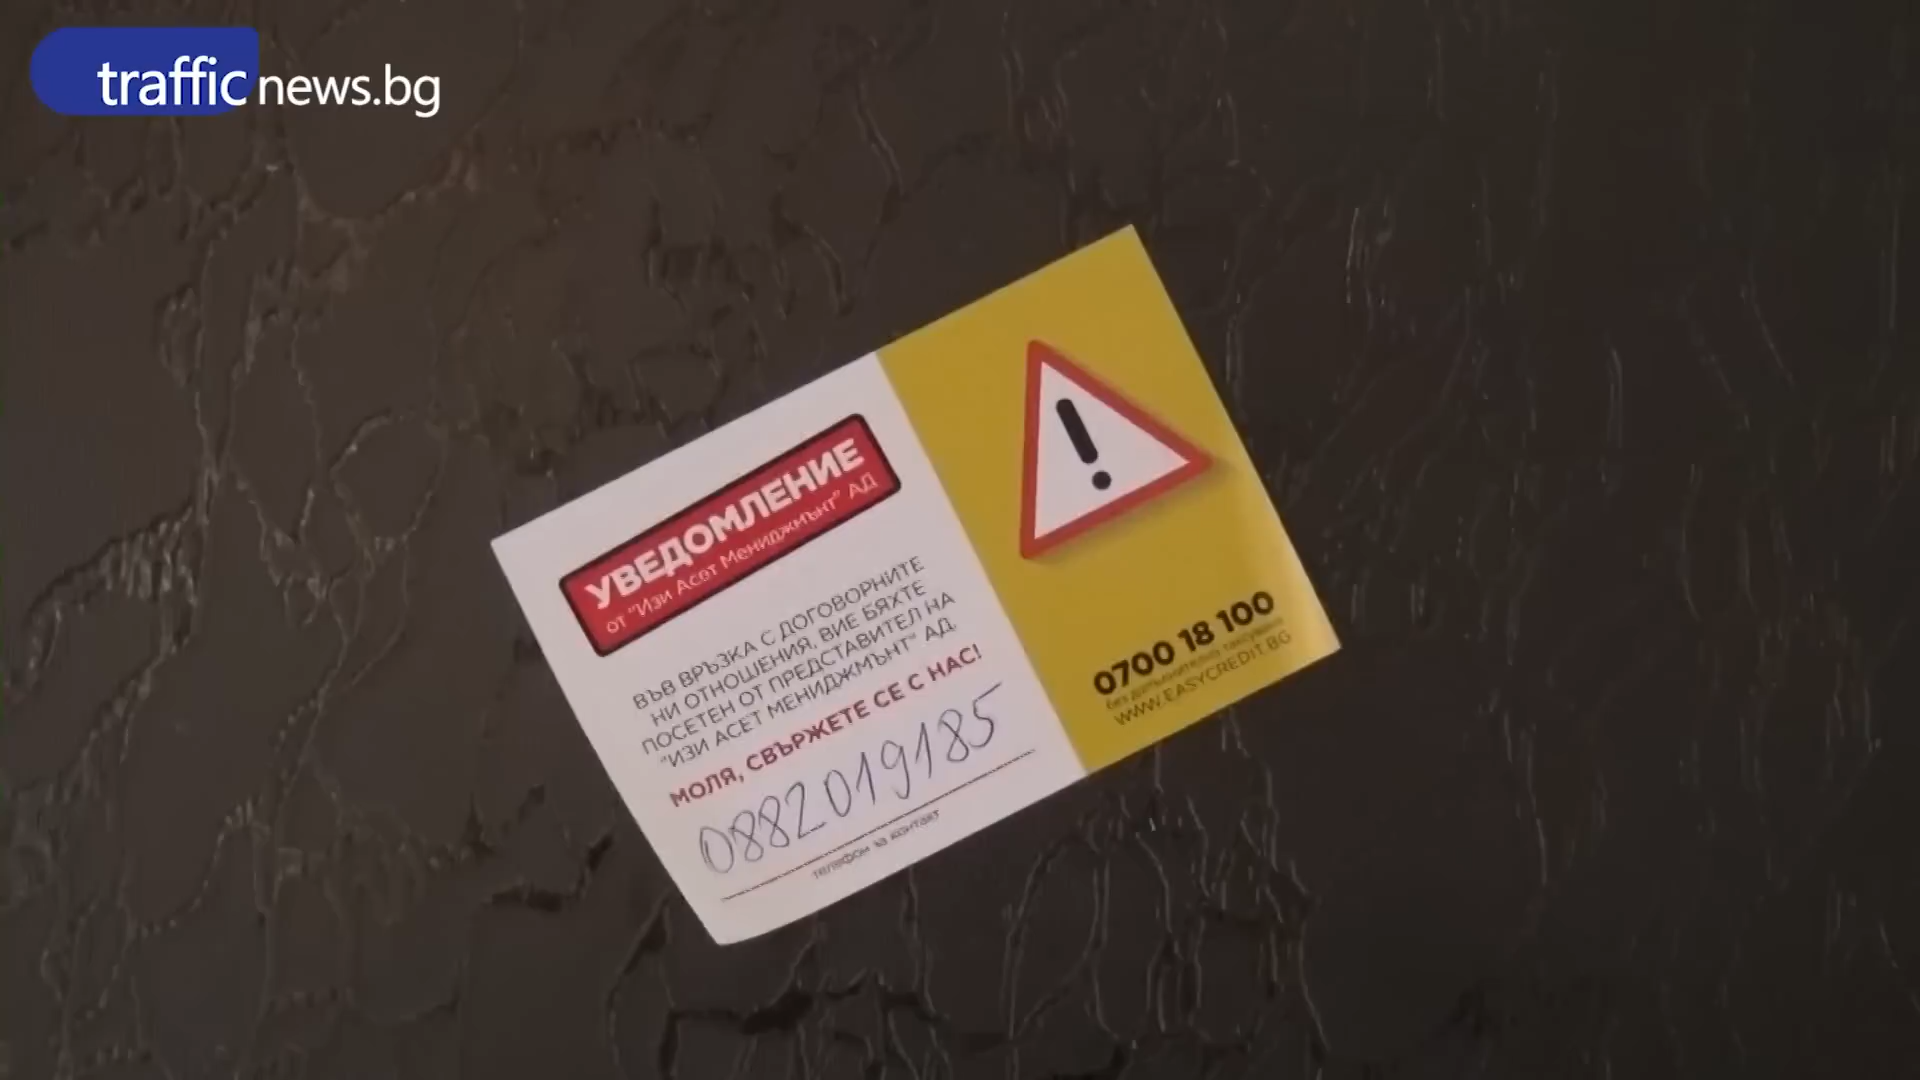 trafficnews.bg
УВЕДОМЛЕНИЕ
от "Изи Асет Мениджмънт" АД
ВЪВ ВРЪЗКА С ДОГОВОРНИТЕ
НИ ОТНОШЕНИЯ, ВИЕ БЯХТЕ
ПОСЕТЕН ОТ ПРЕДСТАВИТЕЛ НА
"ИЗИ АСЕТ МЕНИДЖМЪНТ" АД.
МОЛЯ, СВЪРЖЕТЕ СЕ С НАС!
0882019185
телефон за контакт
0700 18 100
без допълнително таксуване
WWW.EASYCREDIT.BG